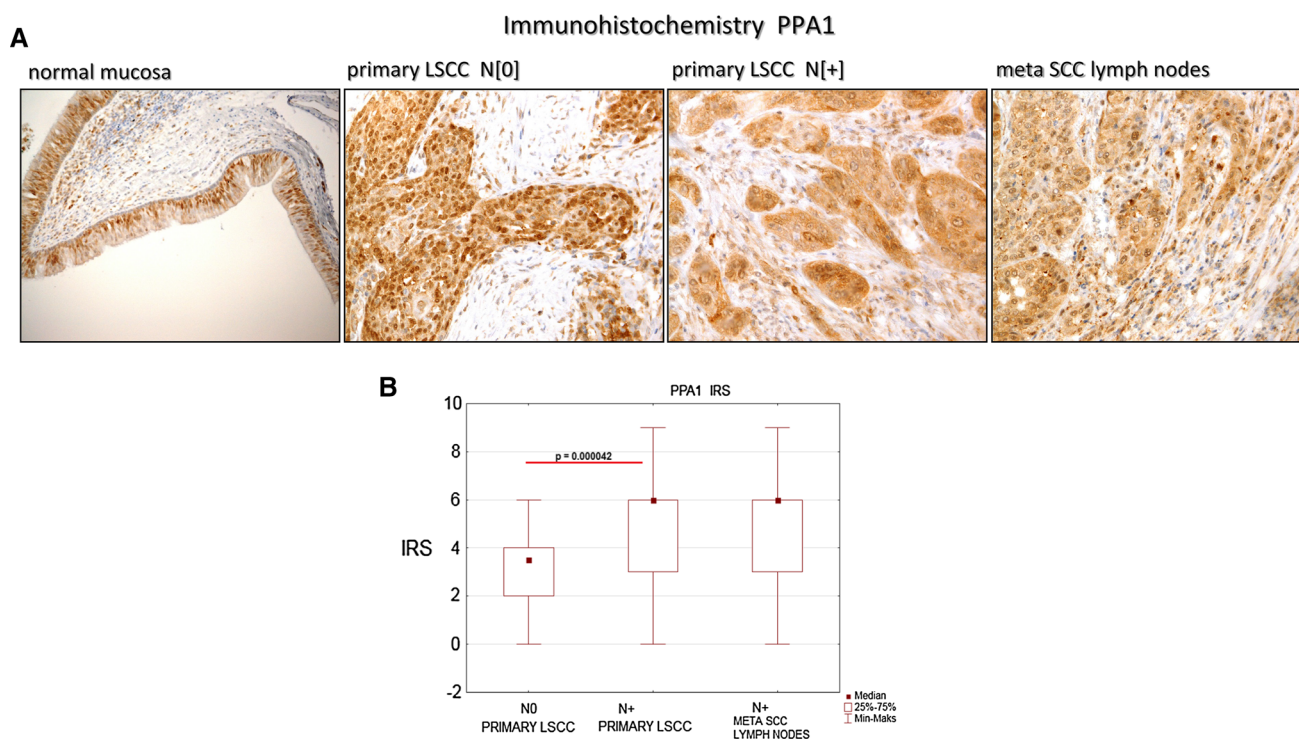 Immunohistochemistry PPA1
A
normal mucosa
primary LSCC N[0]
primary LSCC N[+]
meta SCC lymph nodes
B
PPA1 IRS
10
8
6
4
2
0
-2
IRS
p = 0.000042
N0
PRIMARY LSCC
N+
PRIMARY LSCC
N+
META SCC
LYMPH NODES
Median
25%-75%
Min-Maks